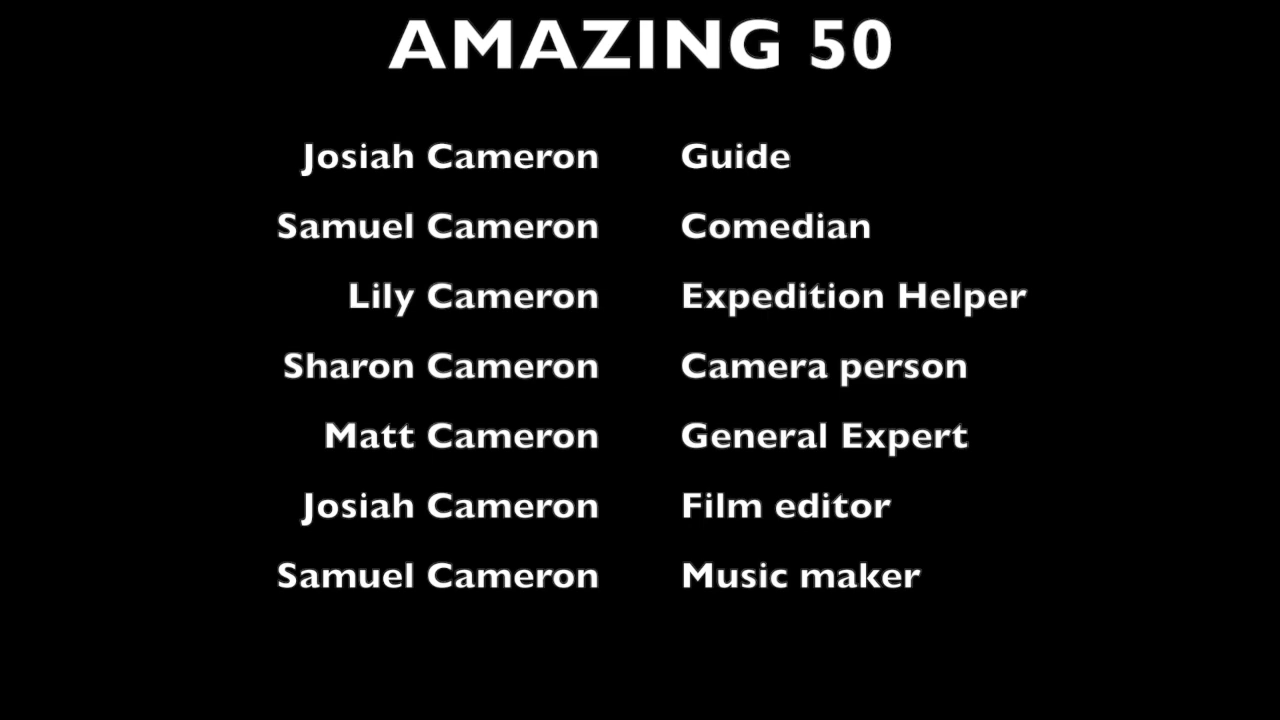 AMAZING 50
Josiah Cameron Guide
Samuel Cameron Comedian
Lily Cameron Expedition Helper
Sharon Cameron Camera person
Matt Cameron General Expert
Josiah Cameron Film editor
Samuel Cameron Music maker